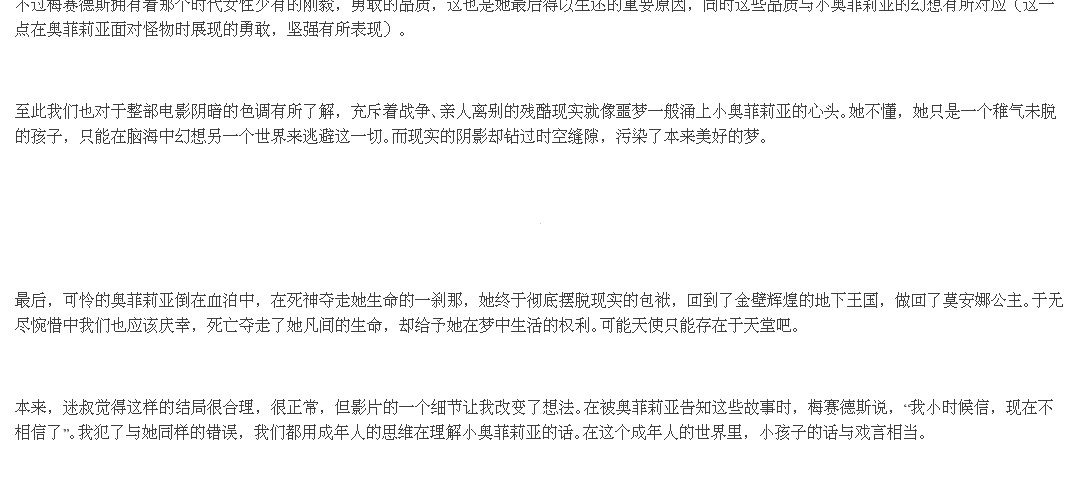 不过梅赛德斯拥有着那个时代女性少有的刚毅，勇敢的品质，这也是她最后得以生还的重要原因，同时这些品质与小奥菲莉亚的幻想有所对应（这一
点在奥菲莉亚面对怪物时展现的勇敢，坚强有所表现）。
至此我们也对于整部电影阴暗的色调有所了解，充斥着战争、亲人离别的残酷现实就像噩梦一般涌上小奥菲莉亚的心头。她不懂，她只是一个稚气未脱
的孩子，只能在脑海中幻想另一个世界来逃避这一切。而现实的阴影却钻过时空缝隙，污染了本来美好的梦。
最后，可怜的奥菲莉亚倒在血泊中，在死神夺走她生命的一刹那，她终于彻底摆脱现实的包袱，回到了金壁辉煌的地下王国，做回了莫安娜公主。于无
尽惋惜中我们也应该庆幸，死亡夺走了她凡间的生命，却给予她在梦中生活的权利。可能天使只能存在于天堂吧。
本来，迷叔觉得这样的结局很合理，很正常，但影片的一个细节让我改变了想法。在被奥菲莉亚告知这些故事时，梅赛德斯说，“我小时候信，现在不
相信了”。我犯了与她同样的错误，我们都用成年人的思维在理解小奥菲莉亚的话。在这个成年人的世界里，小孩子的话与戏言相当。